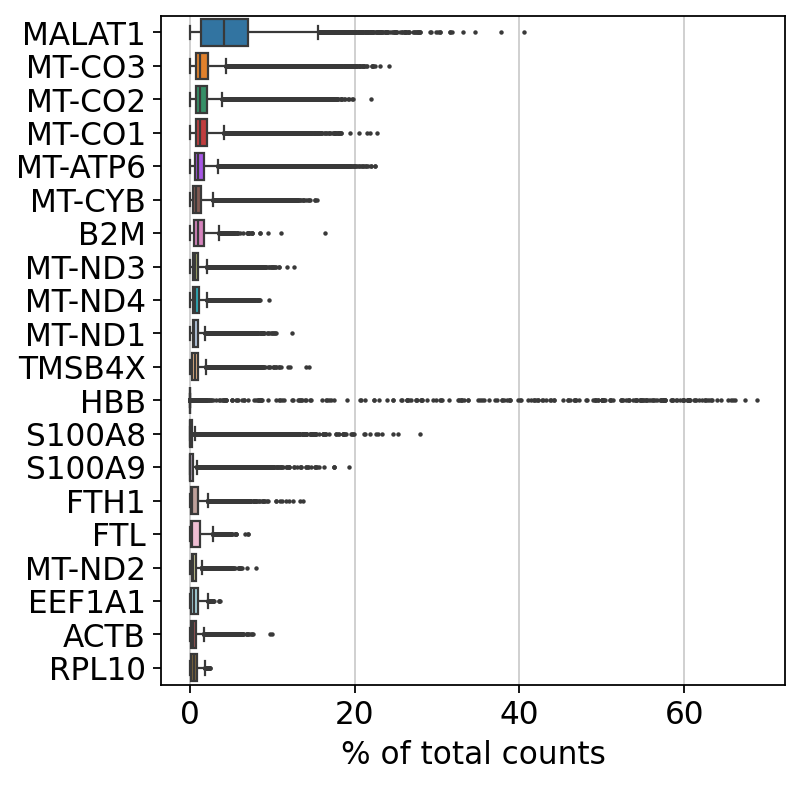 MALAT1
MT-CO3
MT-CO2
MT-CO1
MT-ATP6
MT-CYB
B2M
MT-ND3
MT-ND4
MT-ND1
TMSB4X
HBB
S100A8
S100A9
FTH1
FTL
MT-ND2
EEF1A1
ACTB
RPL10
0 20 40 60
% of total counts